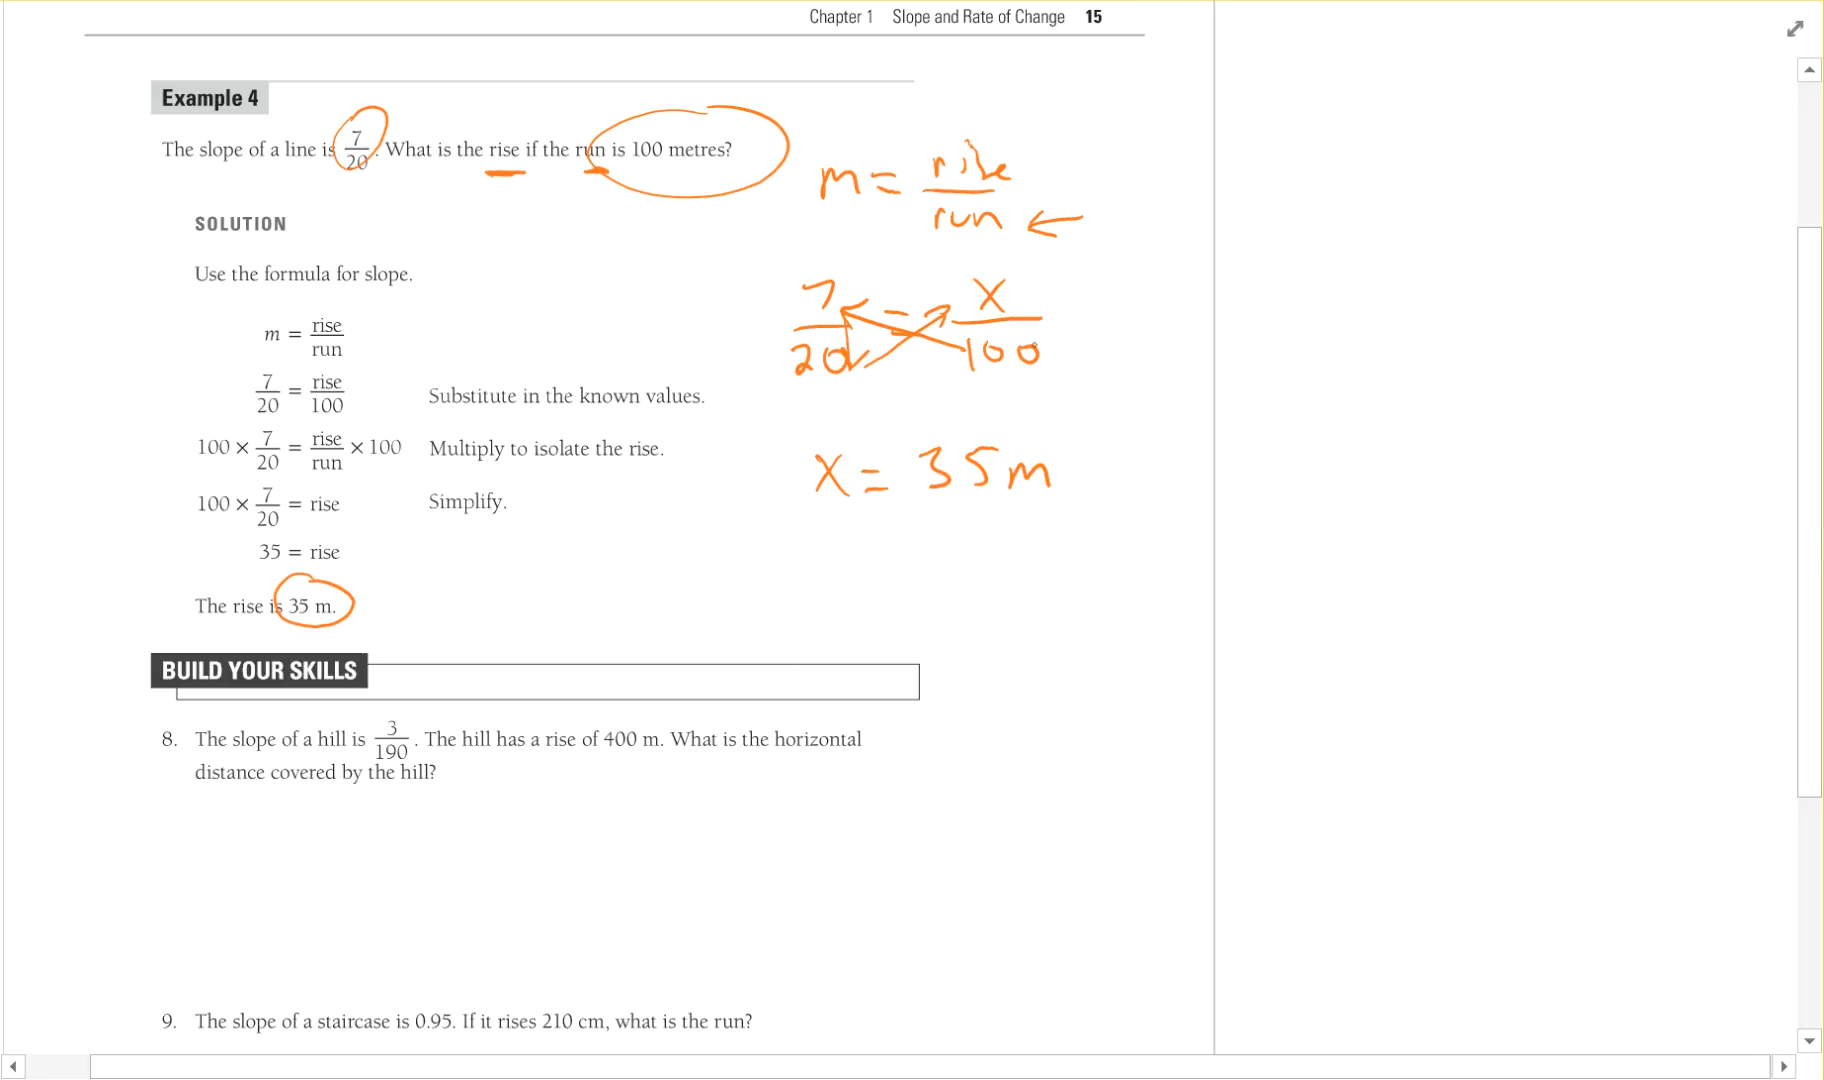 Chapter 1 Slope and Rate of Change 15
Example 4
The slope of a line is 7/20. What is the rise if the run is 100 metres?
m = rise/run ←
SOLUTION
Use the formula for slope.
7/20 = x/100
m = rise/run
7/20 = rise/100 Substitute in the known values.
100 × 7/20 = rise/run × 100 Multiply to isolate the rise.
x = 35m
100 × 7/20 = rise Simplify.
35 = rise
The rise is 35 m.
BUILD YOUR SKILLS
8. The slope of a hill is 3/190. The hill has a rise of 400 m. What is the horizontal
distance covered by the hill?
9. The slope of a staircase is 0.95. If it rises 210 cm, what is the run?